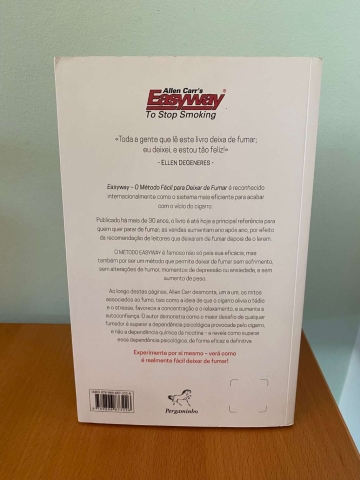 Allen Carr's
Easyway®
To Stop Smoking
«Toda a gente que lê este livro deixa de fumar;
eu deixei, e estou tão feliz!»
- ELLEN DEGENERES -
Easyway – O Método Fácil para Deixar de Fumar é reconhecido
internacionalmente como o sistema mais eficiente para acabar
com o vício do cigarro.
Publicado há mais de 30 anos, o livro é até hoje a principal referência para
quem quer parar de fumar, as vendas aumentam ano após ano, por efeito
da recomendação de leitores que deixaram de fumar depois de o lerem.
O MÉTODO EASYWAY é famoso não só pela sua eficácia, mas
também por ser um método que permite deixar de fumar sem sofrimento,
sem alterações de humor, momentos de depressão ou ansiedade, e sem
aumento de peso.
Ao longo destas páginas, Allen Carr desmonta, um a um, os mitos
associados ao fumo, tais como a ideia de que o cigarro alivia o tédio
e o stresse, favorece a concentração e o relaxamento, e aumenta a
autoconfiança. O autor demonstra como o maior desafio de qualquer
fumador é superar a dependência psicológica provocada pelo cigarro,
e não a dependência química da nicotina – e revela como superar
essa dependência psicológica, de forma eficaz e definitiva.
Experimente por si mesmo – verá como
é realmente fácil deixar de fumar!
Pergaminho